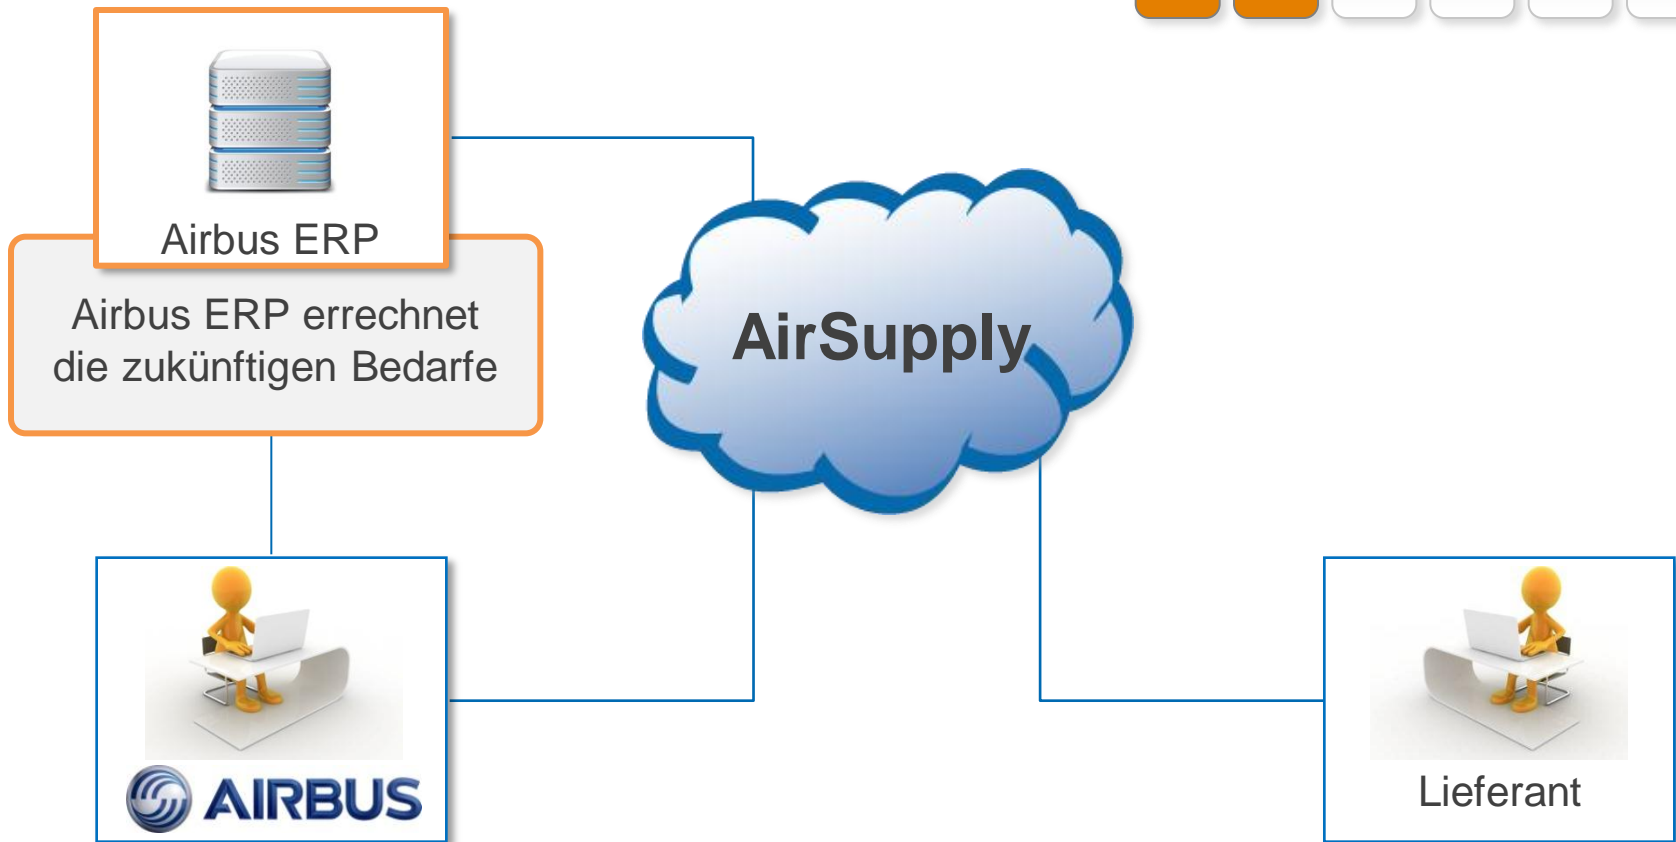 Airbus ERP
Airbus ERP errechnet
die zukünftigen Bedarfe
AirSupply
AIRBUS
Lieferant